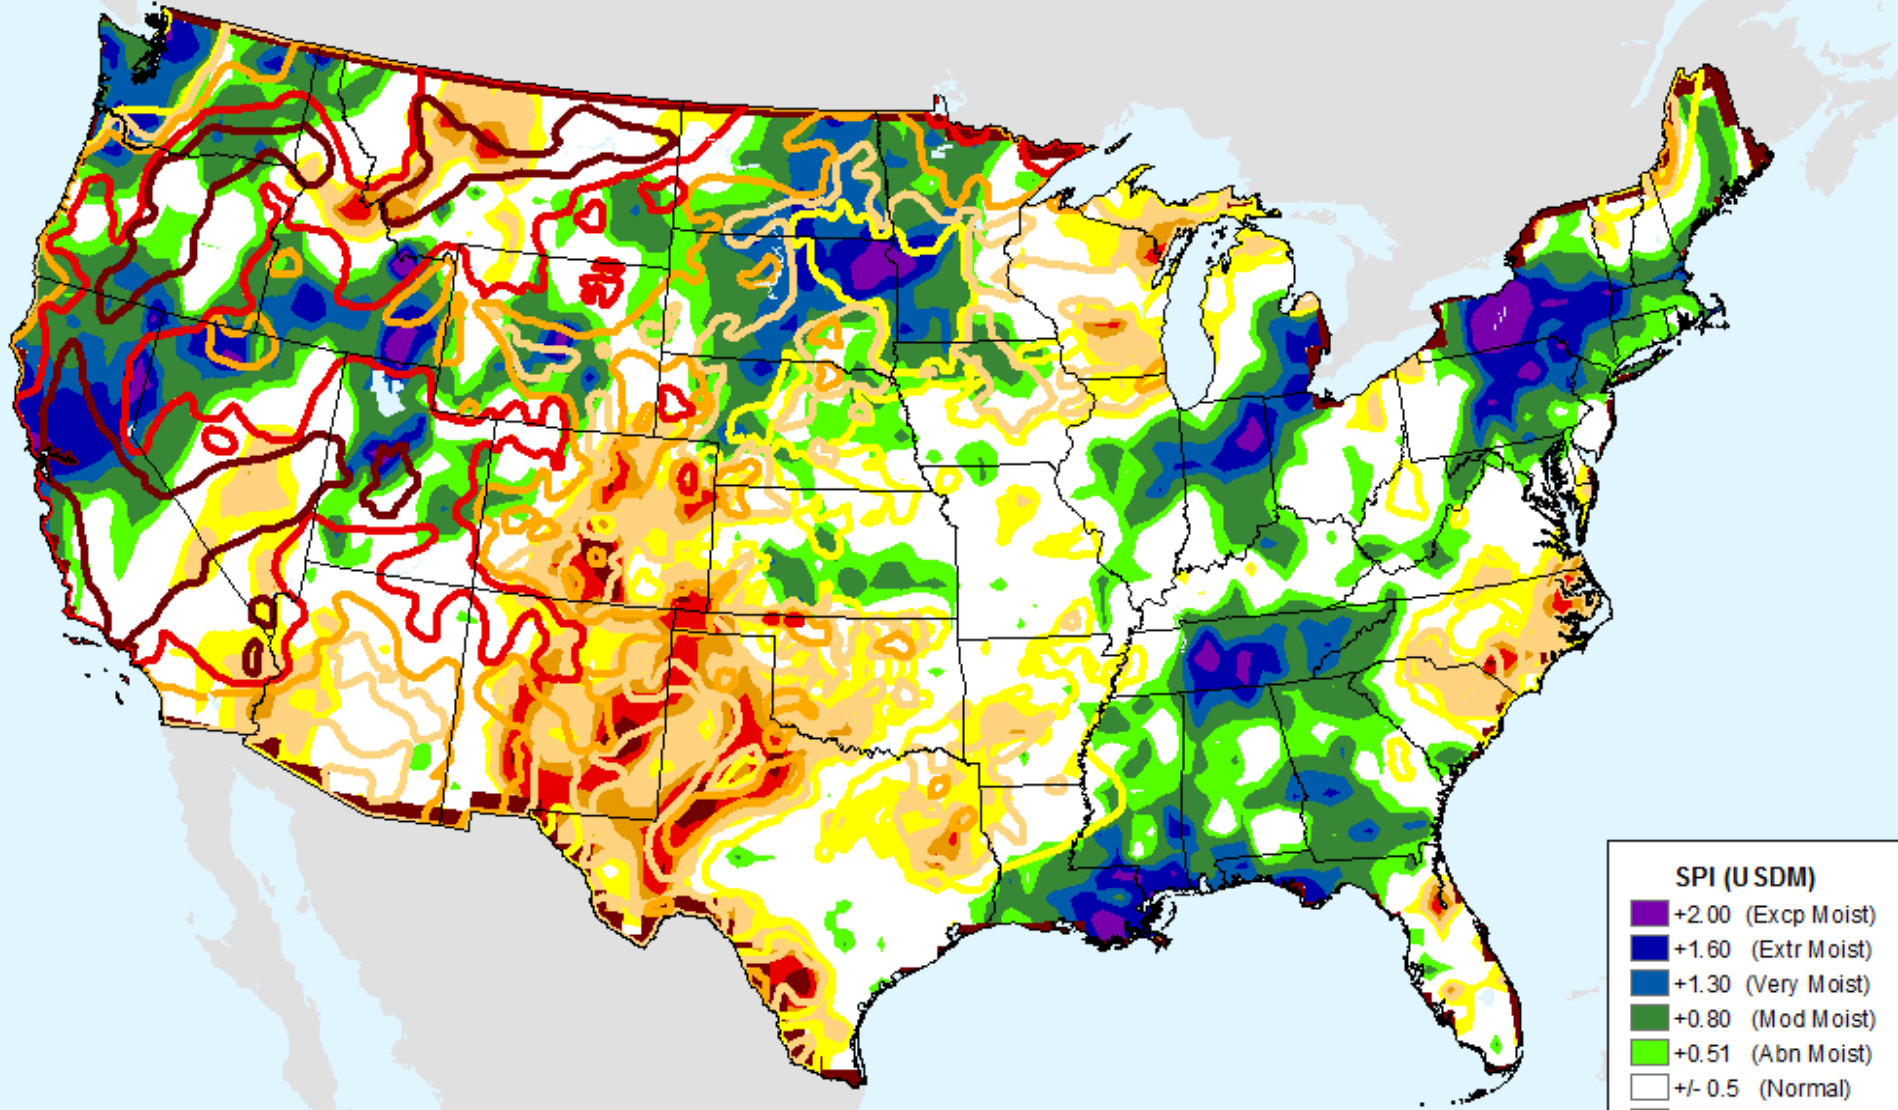 SPI (USDM)
+2.00 (Excp Moist)
+1.60 (Extr Moist)
+1.30 (Very Moist)
+0.80 (Mod Moist)
+0.51 (Abn Moist)
+/- 0.5 (Normal)